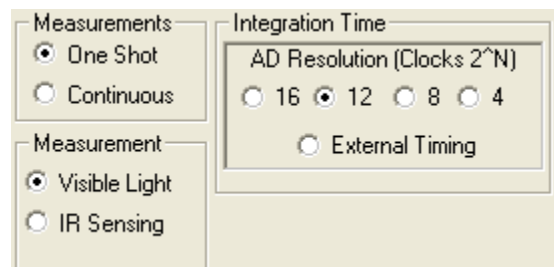 Measurements
One Shot
Continuous
Measurement
Visible Light
IR Sensing
Integration Time
AD Resolution (Clocks 2^N)
16 12 8 4
External Timing